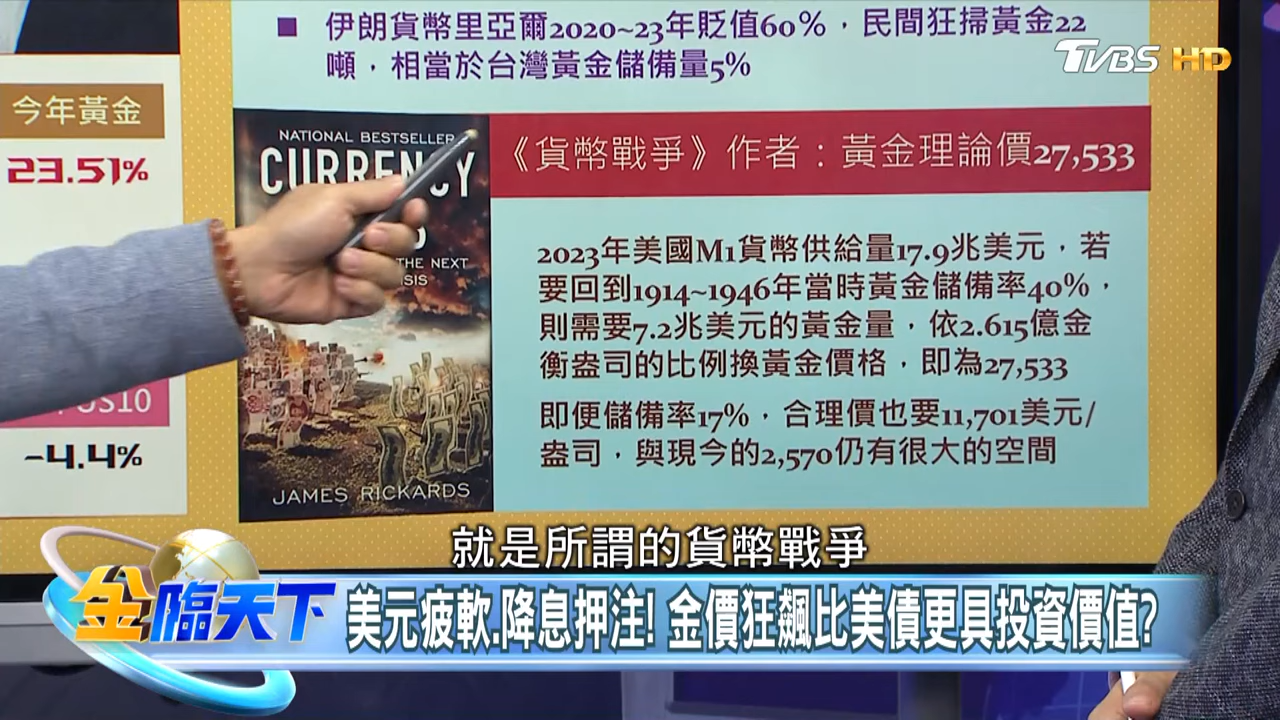 伊朗貨幣里亞爾2020~23年貶值60%，民間狂掃黃金22
噸，相當於台灣黃金儲備量5%
TVBS HD
今年黃金
23.51%
US10
-4.4%
NATIONAL BESTSELLER
THE NEXT
JAMES RICKARDS
《貨幣戰爭》作者：黃金理論價27,533
2023年美國M1貨幣供給量17.9兆美元，若
要回到1914~1946年當時黃金儲備率40%，
則需要7.2兆美元的黃金量，依2.615億金
衡盎司的比例換黃金價格，即為27,533
即便儲備率17%，合理價也要11,701美元/
盎司，與現今的2,570仍有很大的空間
就是所謂的貨幣戰爭
金臨天下
美元疲軟.降息押注! 金價狂飆比美債更具投資價值?